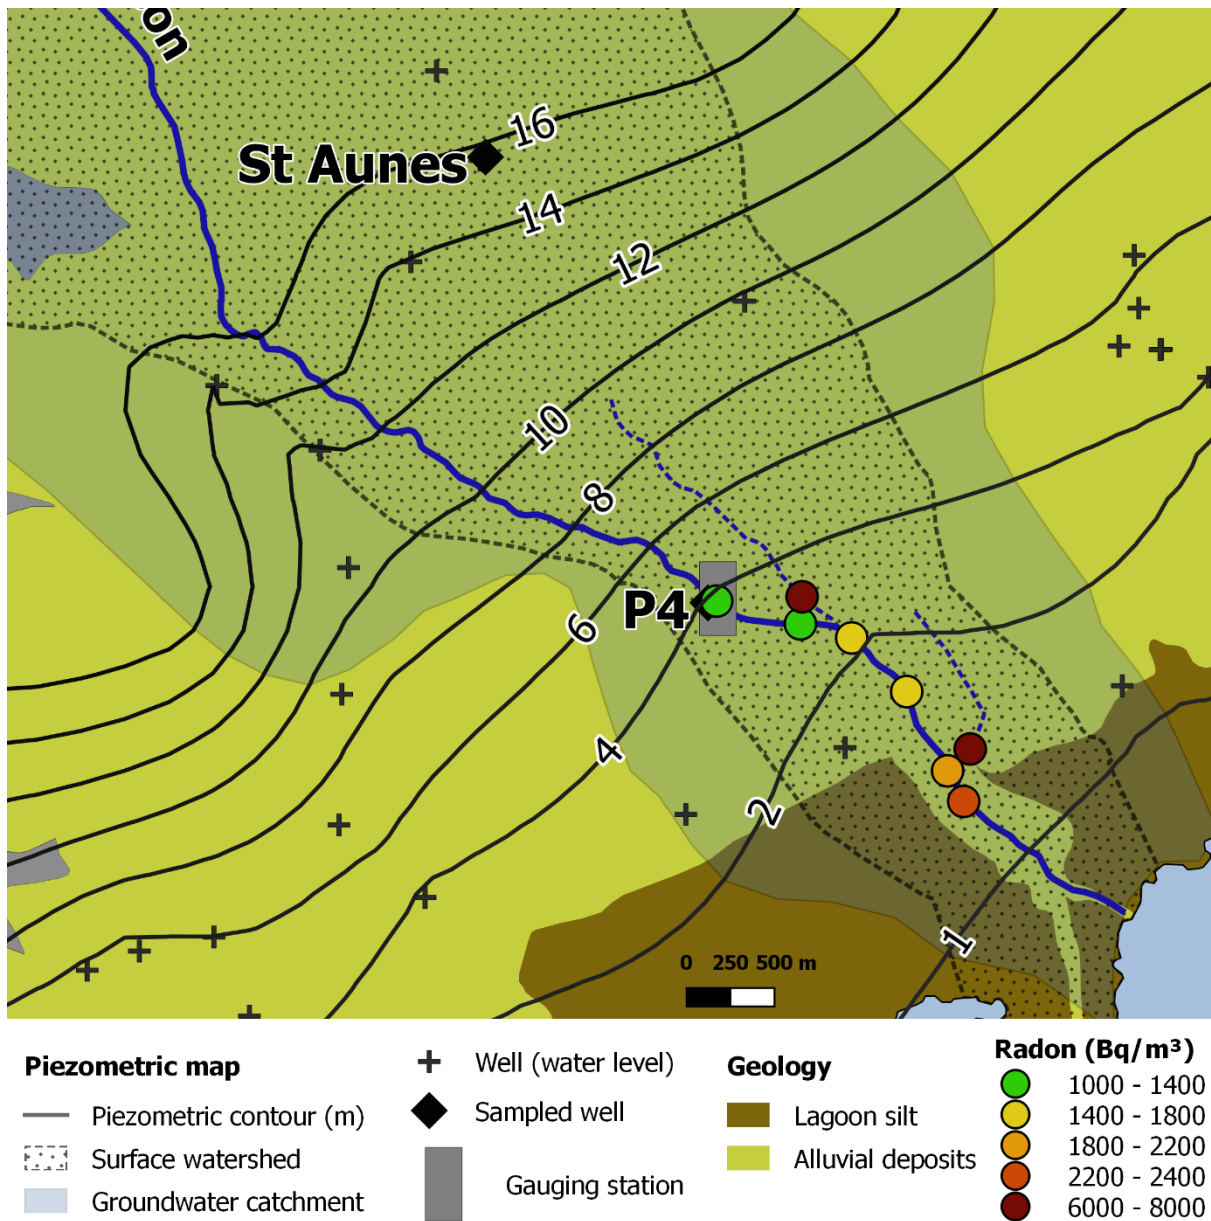 on
16
St Aunes
14
12
10
8
P4
6
4
2
1
0 250 500 m
Piezometric map
Piezometric contour (m)
Surface watershed
Groundwater catchment
Well (water level)
Sampled well
Gauging station
Geology
Lagoon silt
Alluvial deposits
Radon (Bq/m³)
1000 - 1400
1400 - 1800
1800 - 2200
2200 - 2400
6000 - 8000